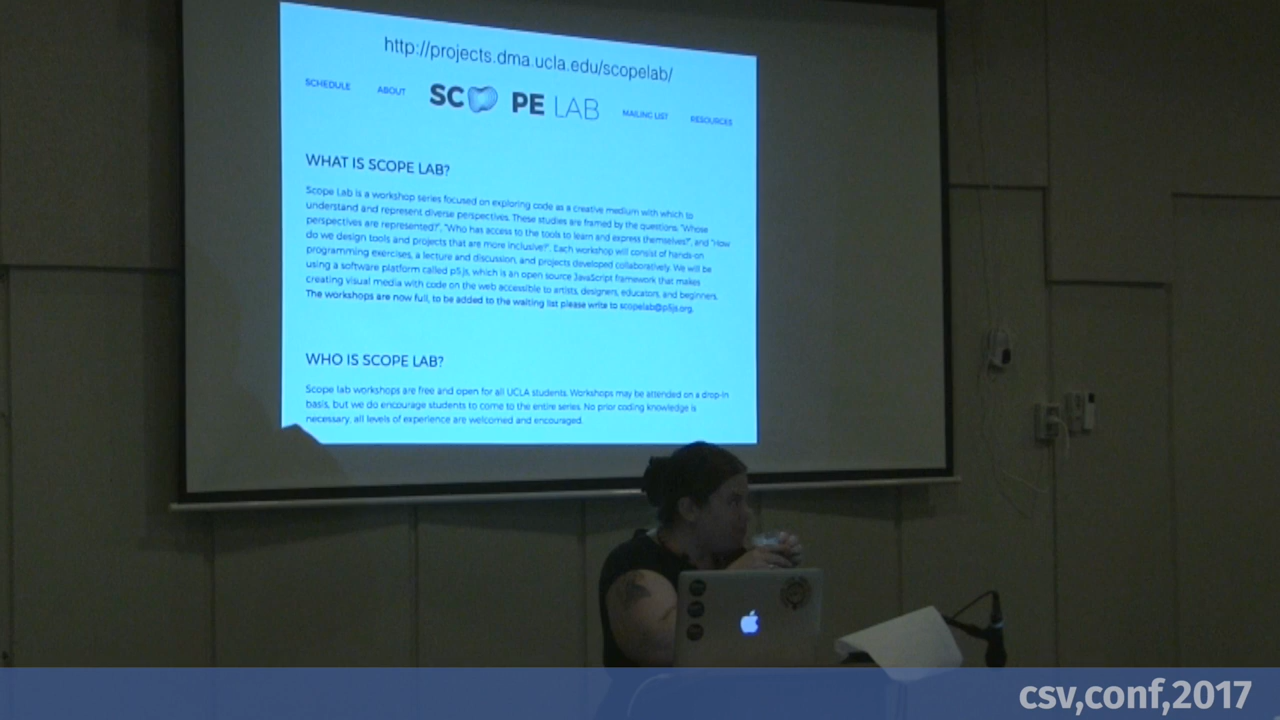 http://projects.dma.ucla.edu/scopelab/
SCHEDULE ABOUT SCOPE LAB MAILING LIST RESOURCES
WHAT IS SCOPE LAB?
Scope Lab is a workshop series focused on exploring code as a creative medium with which to
understand and represent diverse perspectives. These studies are framed by the questions, "Whose
perspectives are represented?", "Who has access to the tools to learn and express themselves?", and "How
do we design tools and projects that are more inclusive?". Each workshop will consist of hands-on
programming exercises, a lecture and discussion, and projects developed collaboratively. We will be
using a software platform called p5.js, which is an open source JavaScript framework that makes
creating visual media with code on the web accessible to artists, designers, educators, and beginners.
The workshops are now full, to be added to the waiting list please write to scopelab@p5js.org.
WHO IS SCOPE LAB?
Scope lab workshops are free and open for all UCLA students. Workshops may be attended on a drop-in
basis, but we do encourage students to come to the entire series. No prior coding knowledge is
necessary, all levels of experience are welcomed and encouraged.
csv,conf,2017